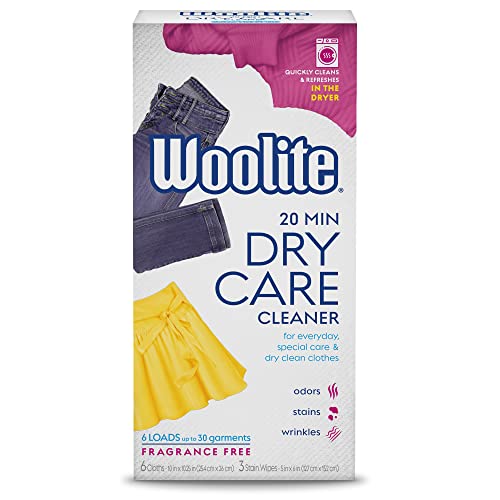 QUICKLY CLEANS
& REFRESHES
IN THE
DRYER
Woolite®
20 MIN
DRY
CARE
CLEANER
for everyday,
special care &
dry clean clothes
odors
stains
wrinkles
6 LOADS up to 30 garments
FRAGRANCE FREE
6 Cloths - 10 in x 10.25 in (25.4 cm x 26 cm) 3 Stain Wipes - 5 in x 6 in (12.7 cm x 15.2 cm)